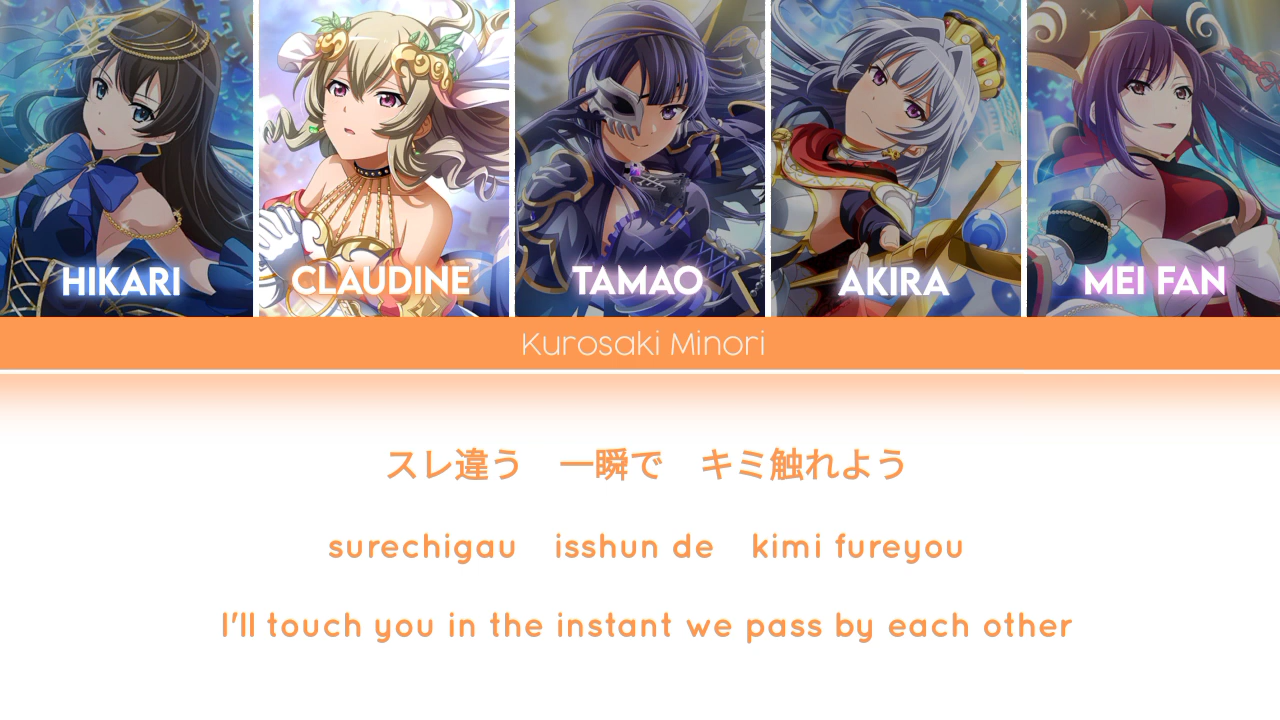 HIKARI CLAUDINE TAMAO AKIRA MEI FAN
Kurosaki Minori
スレ違う　一瞬で　キミ触れよう
surechigau isshun de kimi fureyou
I'll touch you in the instant we pass by each other